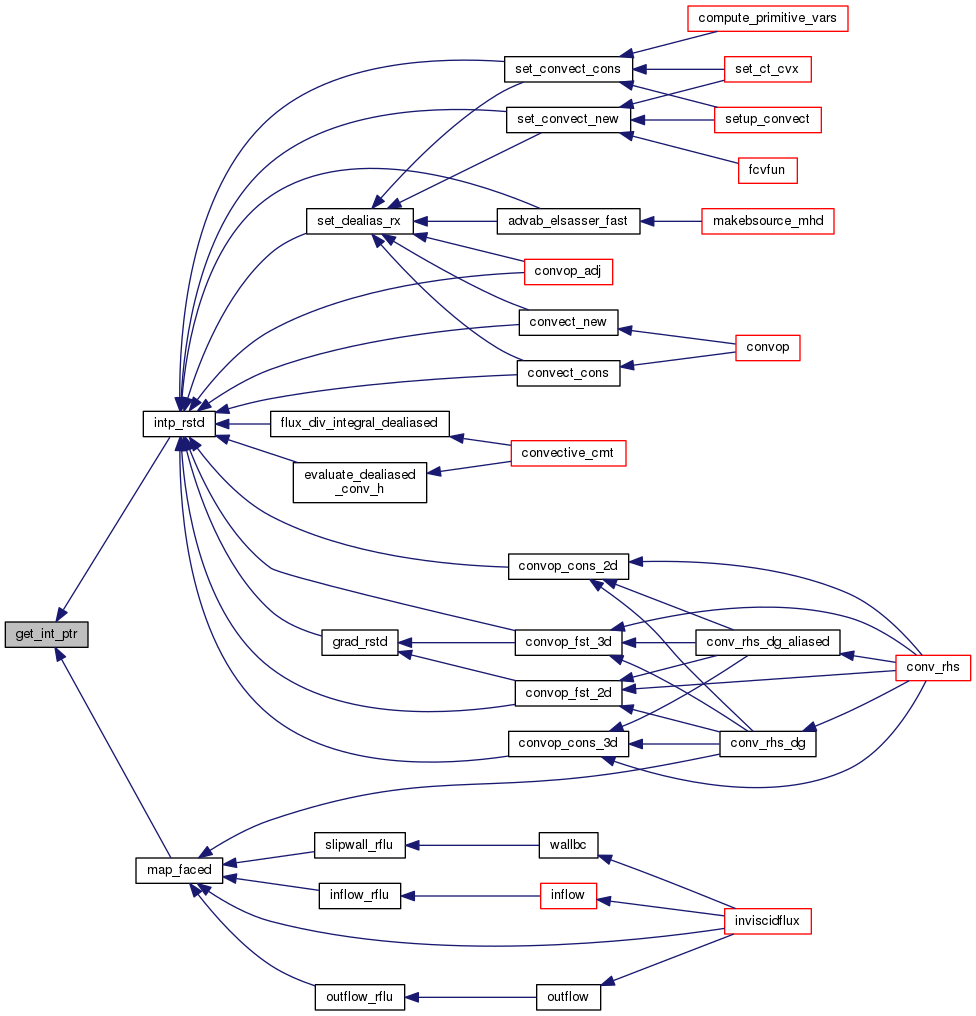 compute_primitive_vars
set_convect_cons
set_ct_cvx
set_convect_new
setup_convect
fcvfun
set_dealias_rx
advab_elsasser_fast
makebsource_mhd
convop_adj
convect_new
convop
convect_cons
intp_rstd
flux_div_integral_dealiased
convective_cmt
evaluate_dealiased
_conv_h
convop_cons_2d
get_int_ptr
grad_rstd
convop_fst_3d
conv_rhs_dg_aliased
conv_rhs
convop_fst_2d
convop_cons_3d
conv_rhs_dg
slipwall_rflu
wallbc
map_faced
inflow_rflu
inflow
inviscidflux
outflow_rflu
outflow